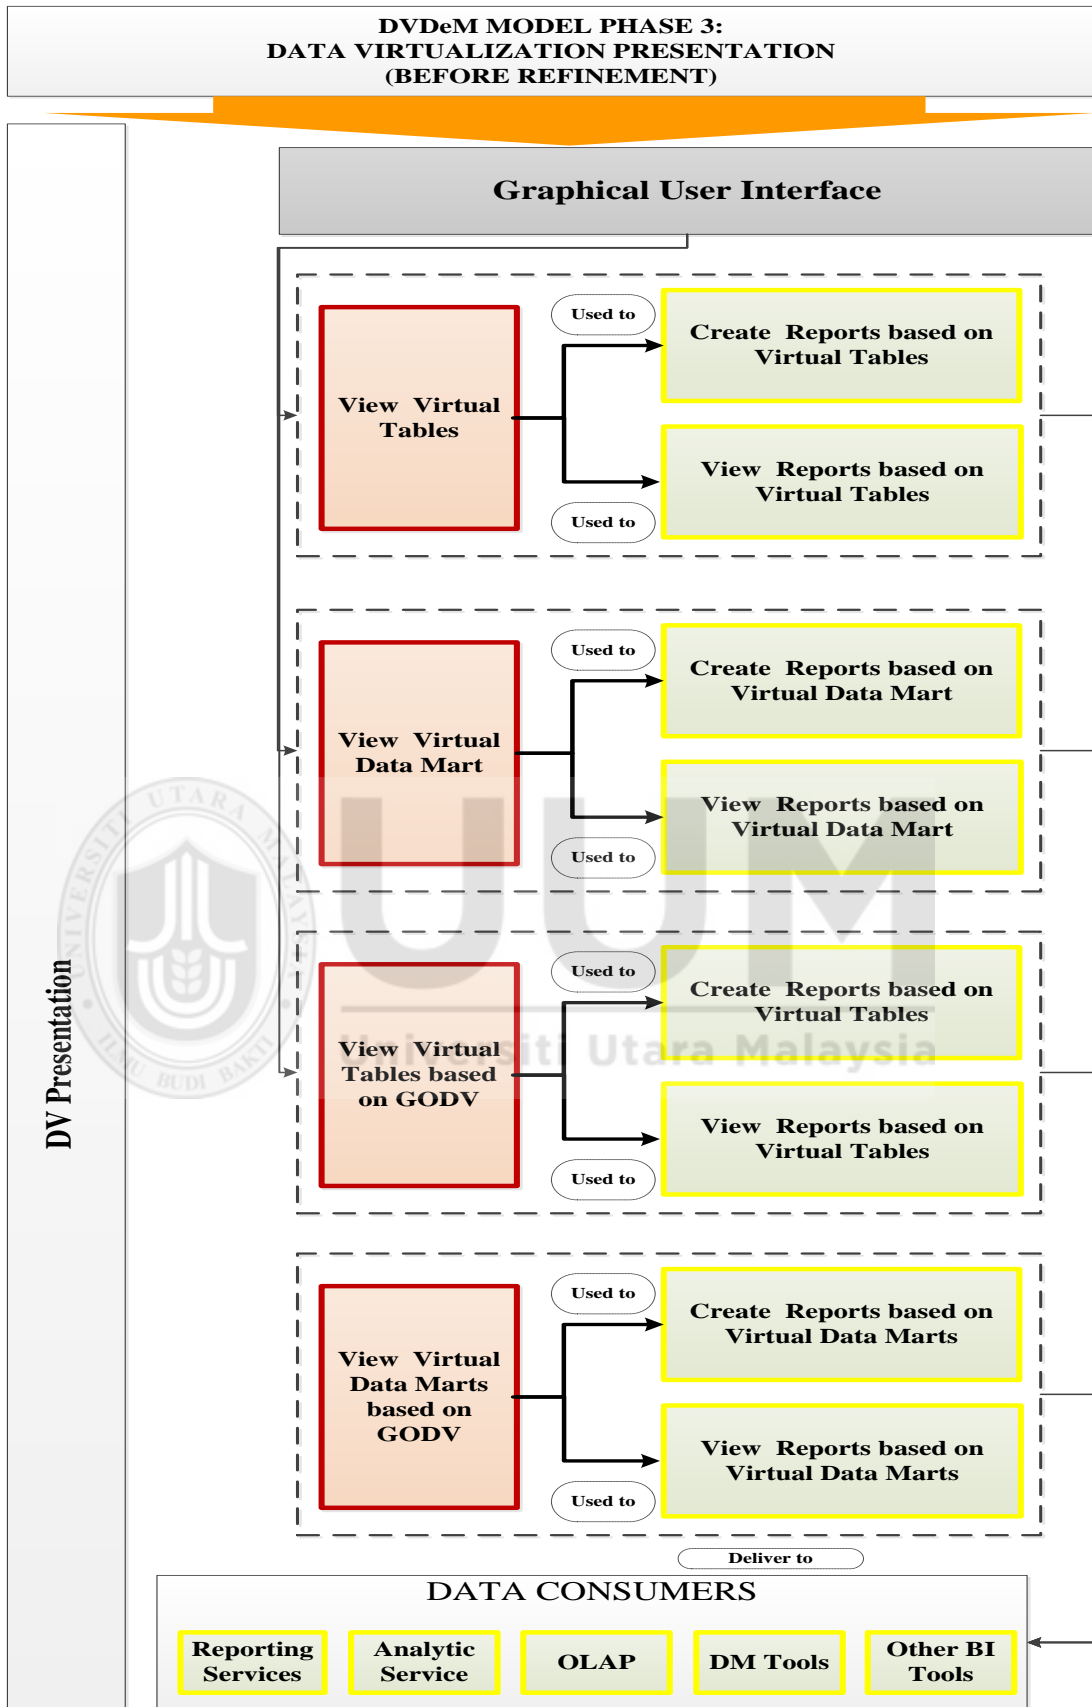 DVDeM MODEL PHASE 3:
DATA VIRTUALIZATION PRESENTATION
(BEFORE REFINEMENT)
Graphical User Interface
DV Presentation
View Virtual
Tables
Used to
Create Reports based on
Virtual Tables
View Reports based on
Virtual Tables
Used to
View Virtual
Data Mart
Used to
Create Reports based on
Virtual Data Mart
View Reports based on
Virtual Data Mart
Used to
View Virtual
Tables based
on GODV
Used to
Create Reports based on
Virtual Tables
View Reports based on
Virtual Tables
Used to
View Virtual
Data Marts
based on
GODV
Used to
Create Reports based on
Virtual Data Marts
View Reports based on
Virtual Data Marts
Used to
Deliver to
DATA CONSUMERS
Reporting
Services
Analytic
Service
OLAP
DM Tools
Other BI
Tools
UNIVERSITI UTARA MALAYSIA
ILMU BUDI BAKTI
UUM
Universiti Utara Malaysia